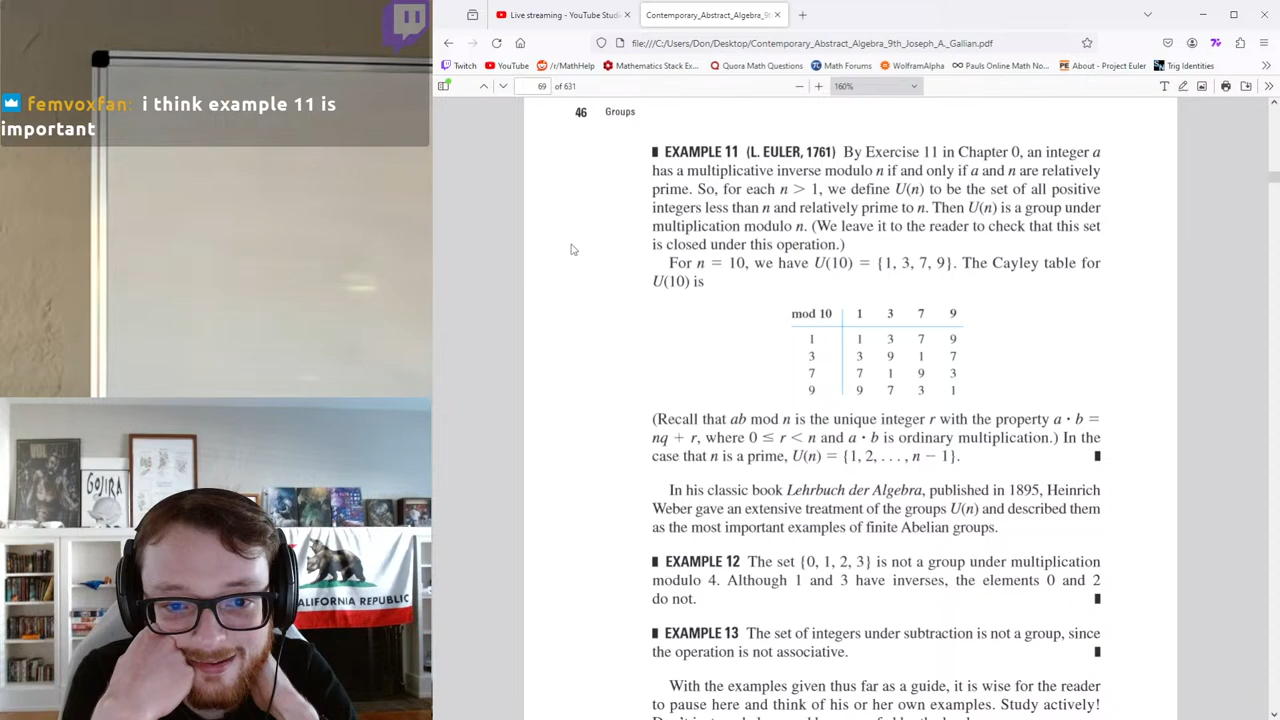 femvoxfan: i think example 11 is
important
GOJIRA
CALIFORNIA REPUBLIC
Live streaming - YouTube Studi
Contemporary_Abstract_Algebra_9
file:///C:/Users/Don/Desktop/Contemporary_Abstract_Algebra_9th_Joseph_A._Gallian.pdf
Twitch YouTube r/MathHelp Mathematics Stack Ex... Quora Math Questions Math Forums WolframAlpha Pauls Online Math No... About - Project Euler Trig Identities
69 of 631 160%
46 Groups
EXAMPLE 11 (L. EULER, 1761) By Exercise 11 in Chapter 0, an integer a
has a multiplicative inverse modulo n if and only if a and n are relatively
prime. So, for each n > 1, we define U(n) to be the set of all positive
integers less than n and relatively prime to n. Then U(n) is a group under
multiplication modulo n. (We leave it to the reader to check that this set
is closed under this operation.)
For n = 10, we have U(10) = {1, 3, 7, 9}. The Cayley table for
U(10) is
mod 10 1 3 7 9
1 1 3 7 9
3 3 9 1 7
7 7 1 9 3
9 9 7 3 1
(Recall that ab mod n is the unique integer r with the property a · b =
nq + r, where 0 ≤ r < n and a · b is ordinary multiplication.) In the
case that n is a prime, U(n) = {1, 2, . . . , n − 1}.
In his classic book Lehrbuch der Algebra, published in 1895, Heinrich
Weber gave an extensive treatment of the groups U(n) and described them
as the most important examples of finite Abelian groups.
EXAMPLE 12 The set {0, 1, 2, 3} is not a group under multiplication
modulo 4. Although 1 and 3 have inverses, the elements 0 and 2
do not.
EXAMPLE 13 The set of integers under subtraction is not a group, since
the operation is not associative.
With the examples given thus far as a guide, it is wise for the reader
to pause here and think of his or her own examples. Study actively!